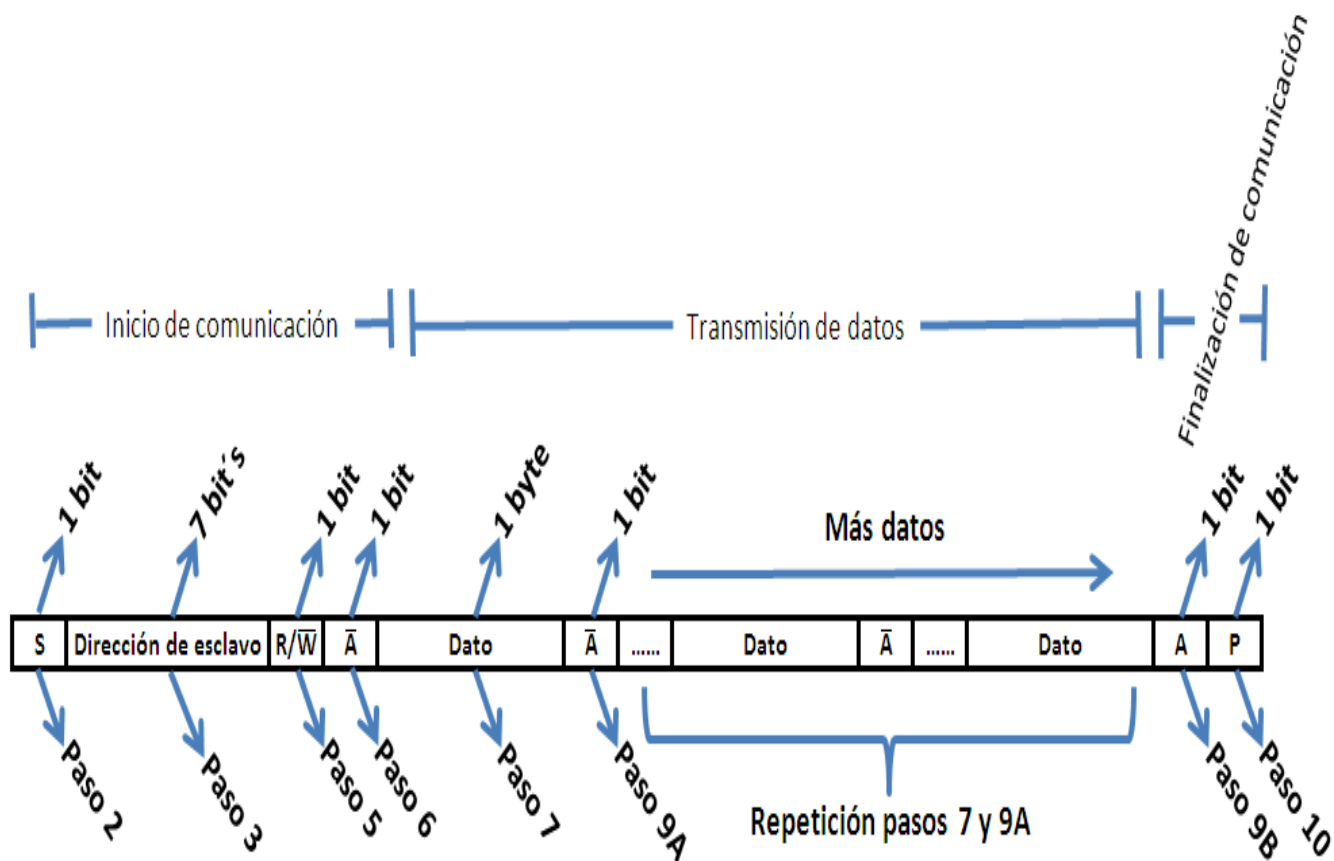 Finalización de comunicación
Inicio de comunicación
Transmisión de datos
1 bit
7 bit´s
1 bit
1 bit
1 byte
1 bit
Más datos
1 bit
1 bit
S
Dirección de esclavo
R/W̅
A̅
Dato
A̅
......
Dato
A̅
......
Dato
A
P
Paso 2
Paso 3
Paso 5
Paso 6
Paso 7
Paso 9A
Repetición pasos 7 y 9A
Paso 9B
Paso 10